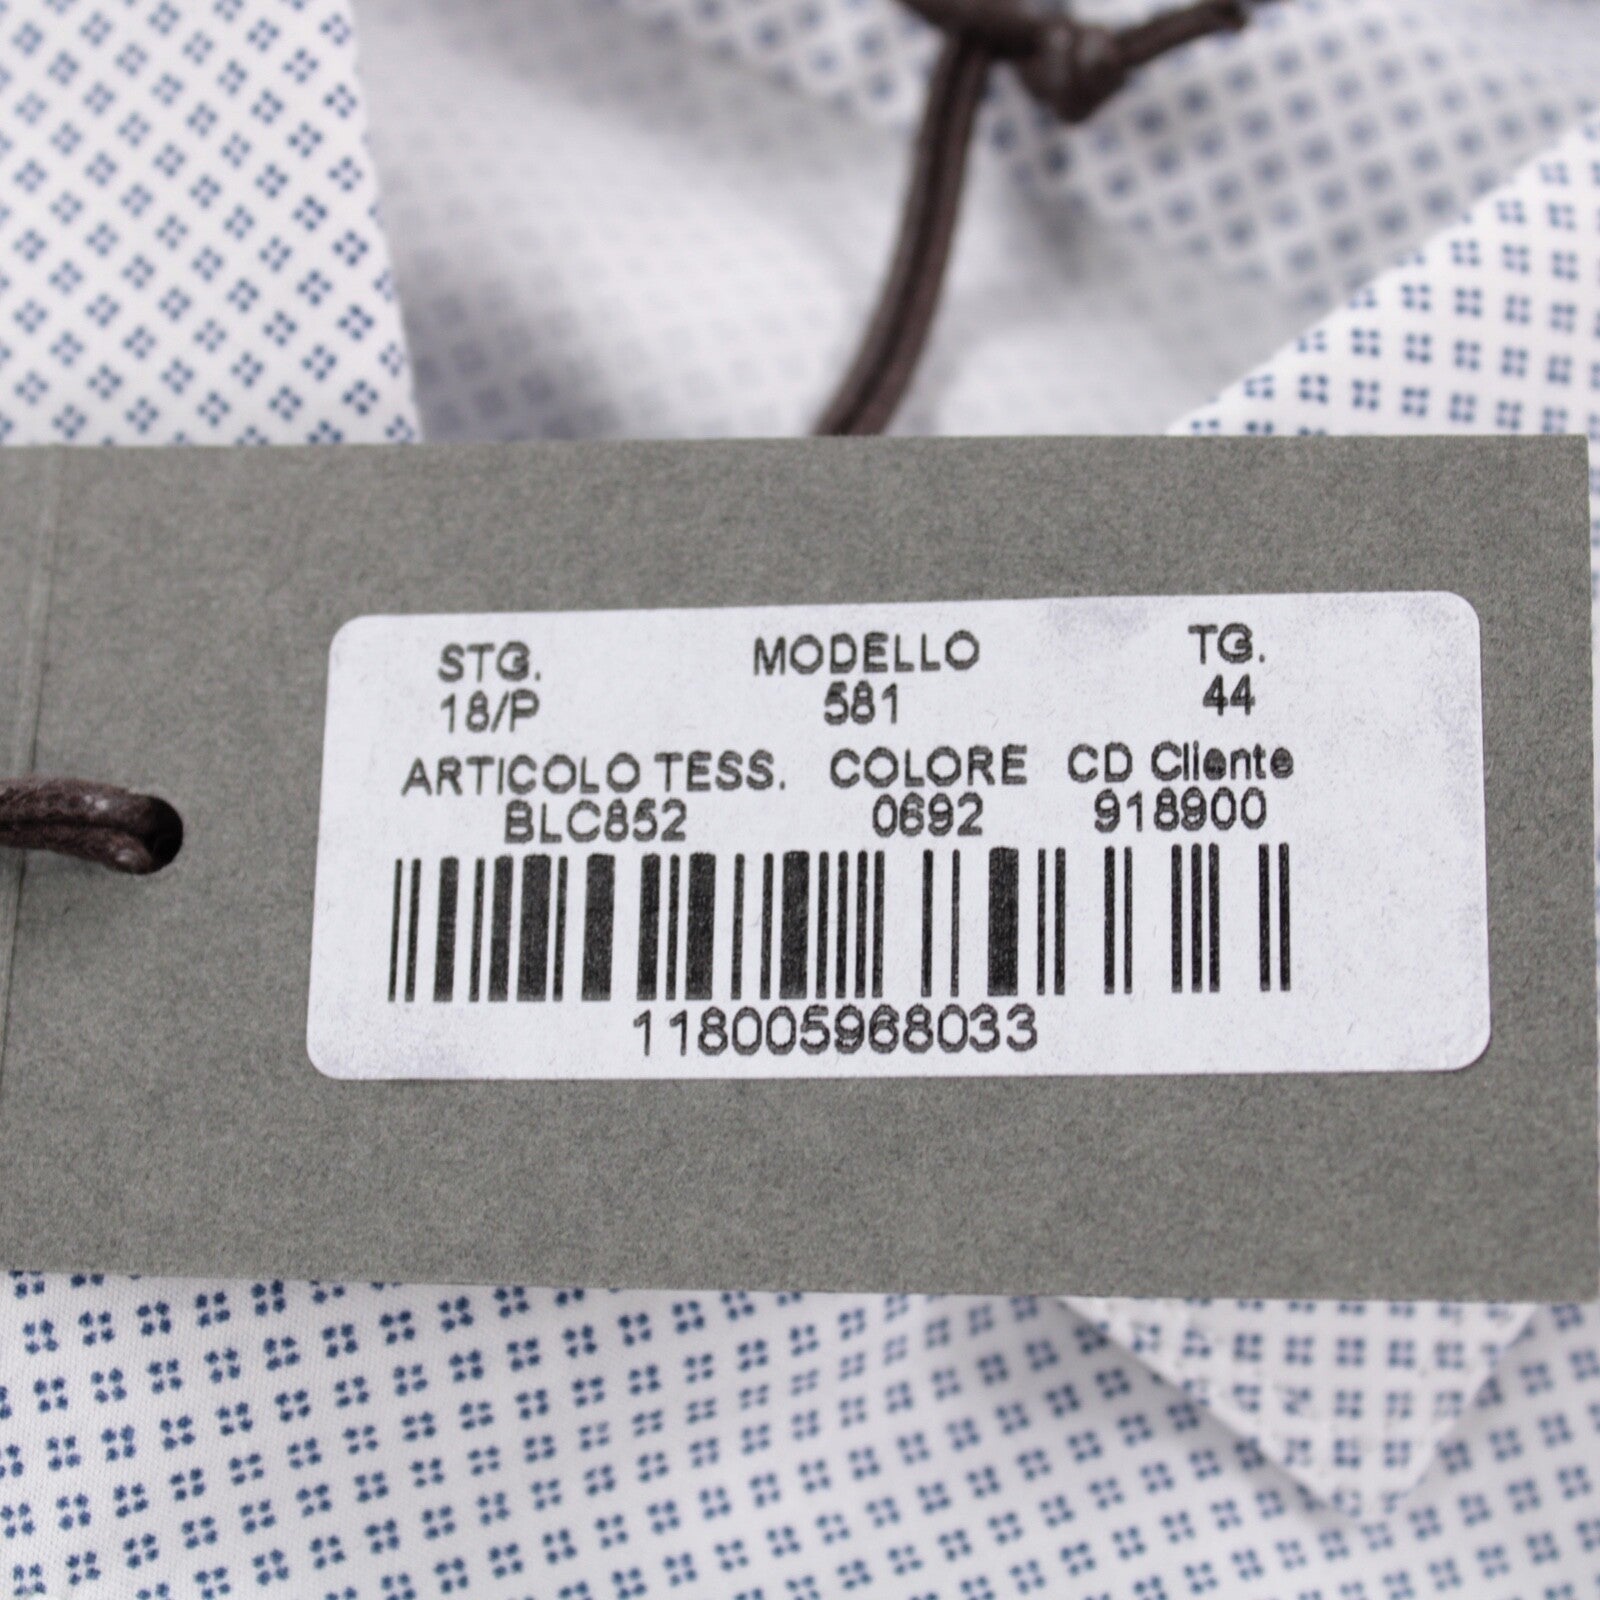 STG. MODELLO TG.
18/P 581 44
ARTICOLO TESS. COLORE CD Cliente
BLC852 0692 918900
118005968033